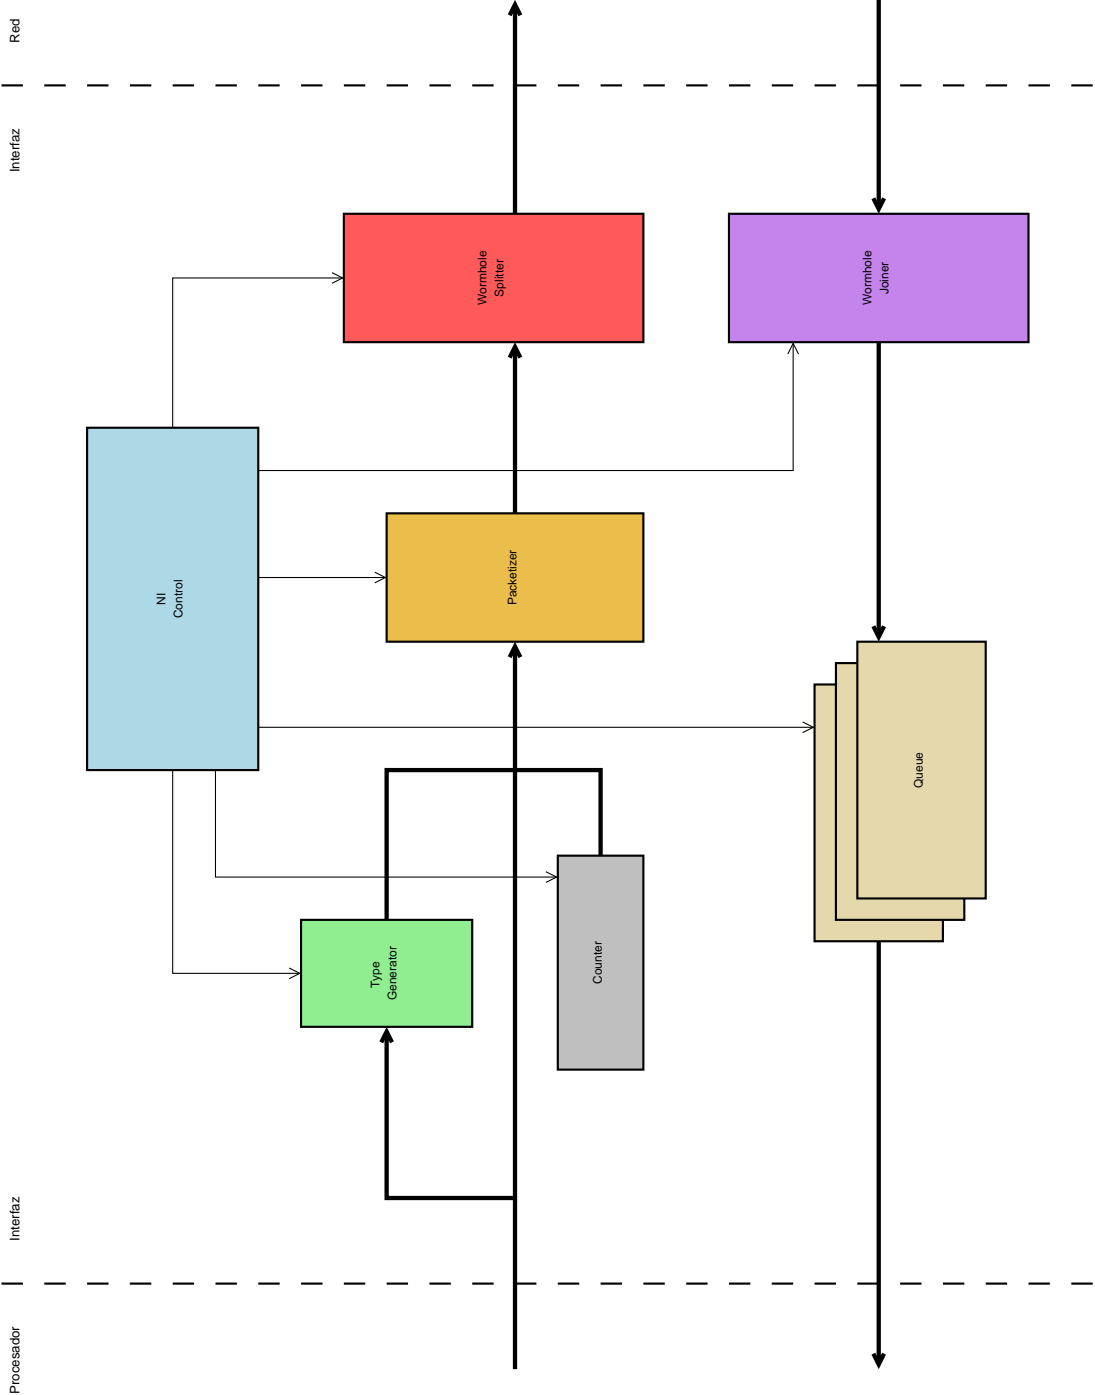 Red
Interfaz
Wormhole
Splitter
Wormhole
Joiner
NI
Control
Packetizer
Queue
Type
Generator
Counter
Interfaz
Procesador